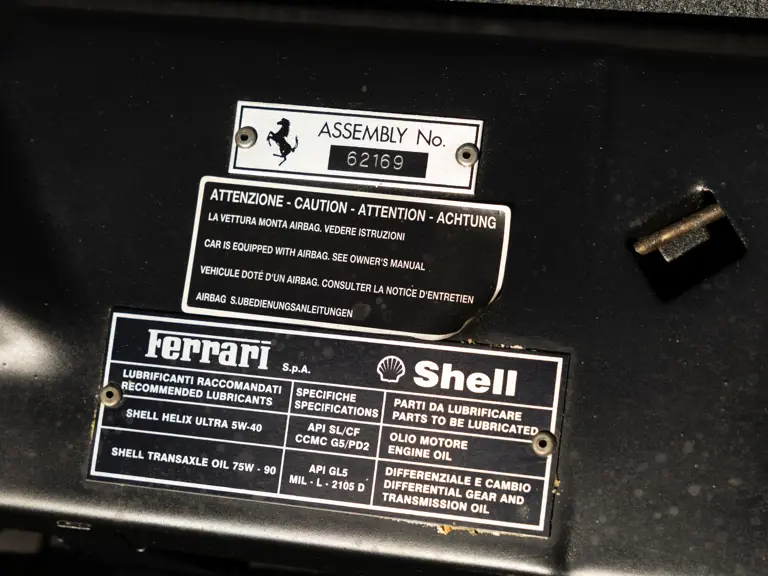 ASSEMBLY No.
62169
ATTENZIONE - CAUTION - ATTENTION - ACHTUNG
LA VETTURA MONTA AIRBAG. VEDERE ISTRUZIONI
CAR IS EQUIPPED WITH AIRBAG. SEE OWNER'S MANUAL
VEHICULE DOTÉ D'UN AIRBAG. CONSULTER LA NOTICE D'ENTRETIEN
AIRBAG S.BEDIENUNGSANLEITUNGEN
Ferrari S.p.A. Shell
LUBRIFICANTI RACCOMANDATI
RECOMMENDED LUBRICANTS
SPECIFICHE
SPECIFICATIONS
PARTI DA LUBRIFICARE
PARTS TO BE LUBRICATED
SHELL HELIX ULTRA 5W-40
API SL/CF
CCMC G5/PD2
OLIO MOTORE
ENGINE OIL
SHELL TRANSAXLE OIL 75W - 90
API GL5
MIL - L - 2105 D
DIFFERENZIALE E CAMBIO
DIFFERENTIAL GEAR AND
TRANSMISSION OIL